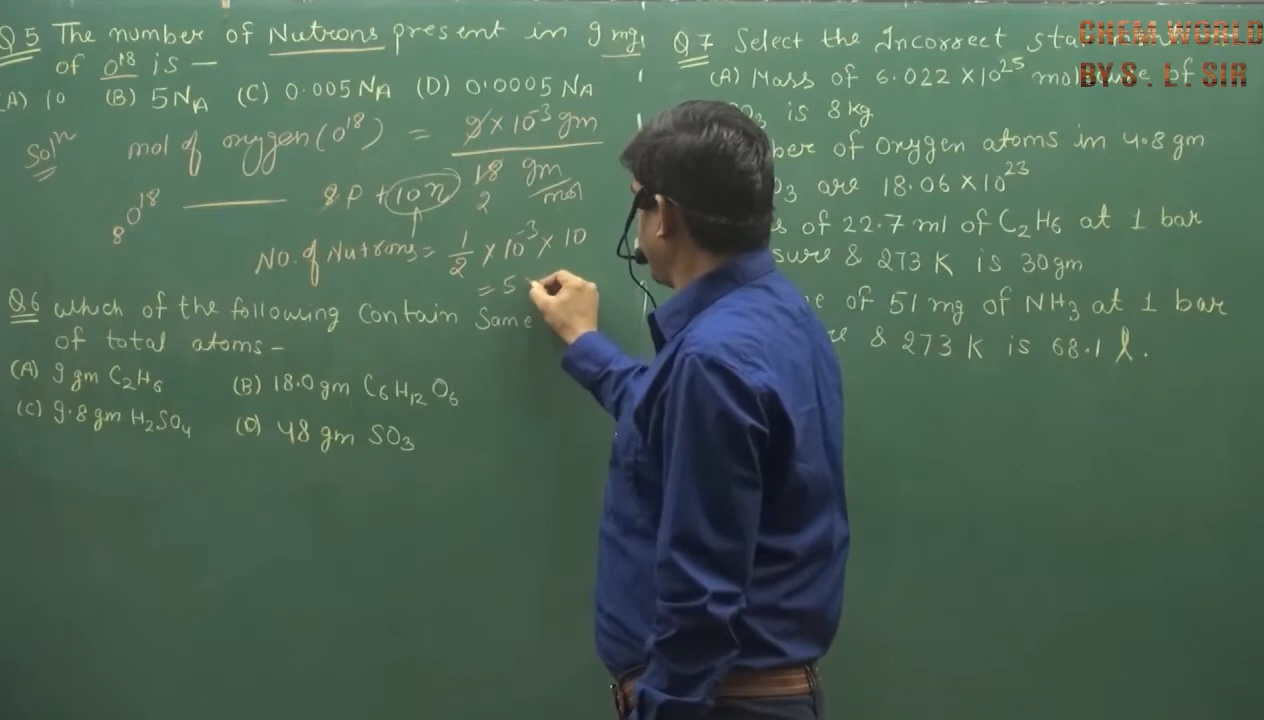 Q5 The number of Nutrons present in 9 mg
of O¹⁸ is —
(A) 10 (B) 5NA (C) 0.005 NA (D) 0.0005 NA
Solⁿ mol of oxygen (O¹⁸) = 9×10⁻³ gm
18 gm/mol
2
₈O¹⁸ —— 8P + 10n
No. of Nutrons = 1/2 × 10⁻³ × 10
= 5
Q6 which of the following Contain Same
of total atoms —
(A) 9 gm C₂H₆ (B) 18.0 gm C₆H₁₂O₆
(C) 9.8 gm H₂SO₄ (D) 48 gm SO₃
Q7 Select the Incorrect
(A) Mass of 6.022 × 10²⁵ of
is 8 kg
of Oxygen atoms in 4.8 gm
are 18.06 × 10²³
of 22.7 ml of C₂H₆ at 1 bar
& 273 K is 30 gm
of 51 mg of NH₃ at 1 bar
& 273 K is 68.1 l.
CHEM WORLD
BY S. L. SIR